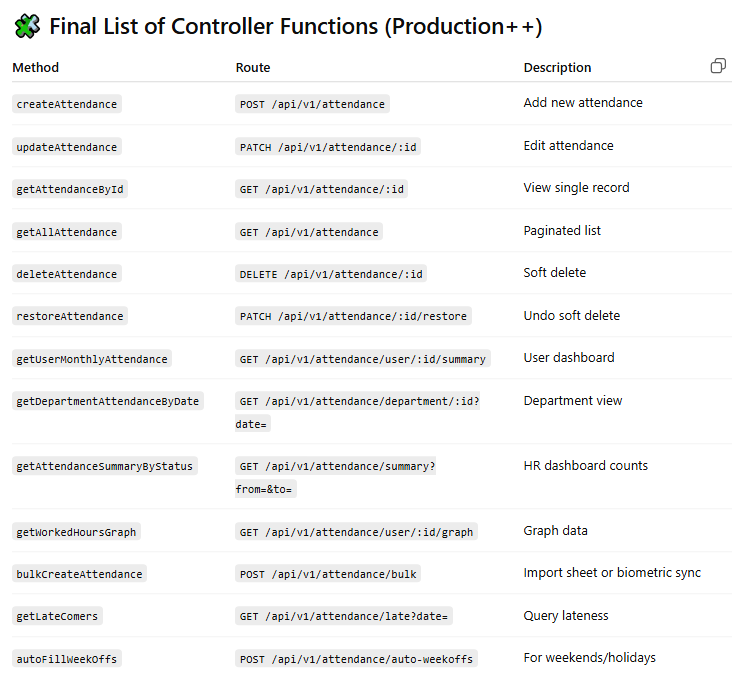 Final List of Controller Functions (Production++)
Method Route Description
createAttendance POST /api/v1/attendance Add new attendance
updateAttendance PATCH /api/v1/attendance/:id Edit attendance
getAttendanceById GET /api/v1/attendance/:id View single record
getAllAttendance GET /api/v1/attendance Paginated list
deleteAttendance DELETE /api/v1/attendance/:id Soft delete
restoreAttendance PATCH /api/v1/attendance/:id/restore Undo soft delete
getUserMonthlyAttendance GET /api/v1/attendance/user/:id/summary User dashboard
getDepartmentAttendanceByDate GET /api/v1/attendance/department/:id? Department view
date=
getAttendanceSummaryByStatus GET /api/v1/attendance/summary? HR dashboard counts
from=&to=
getWorkedHoursGraph GET /api/v1/attendance/user/:id/graph Graph data
bulkCreateAttendance POST /api/v1/attendance/bulk Import sheet or biometric sync
getLateComers GET /api/v1/attendance/late?date= Query lateness
autoFillWeekOffs POST /api/v1/attendance/auto-weekoffs For weekends/holidays